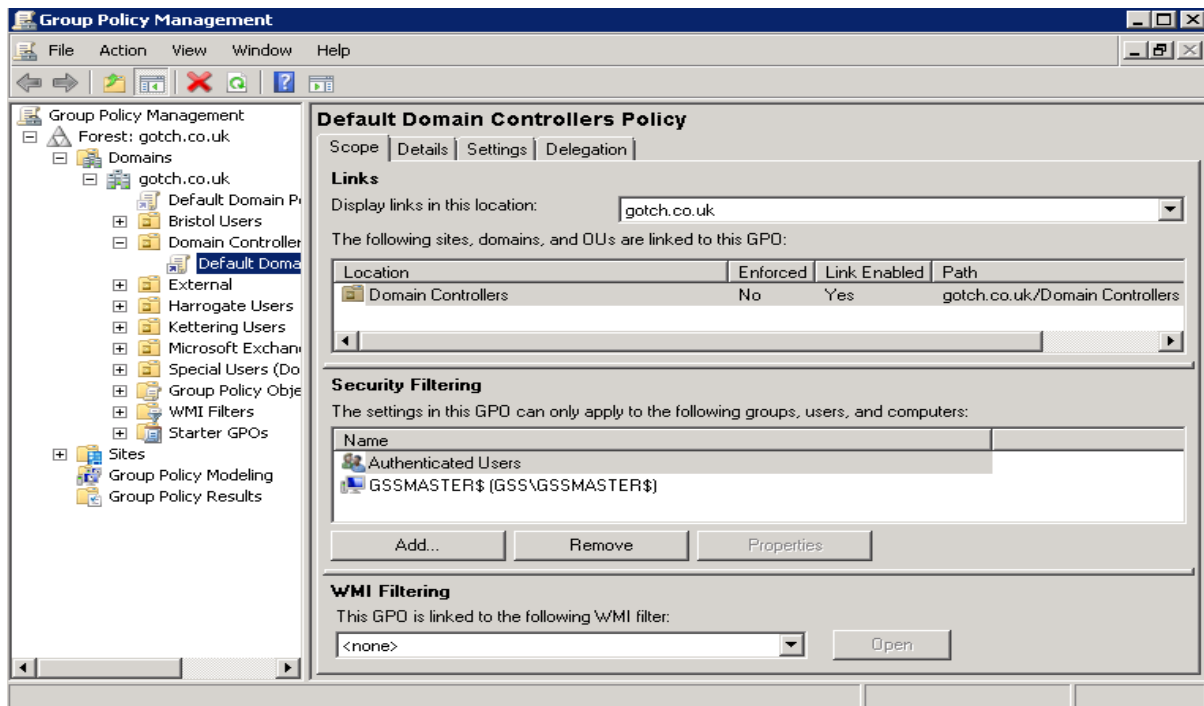 Group Policy Management
File Action View Window Help
Group Policy Management
Forest: gotch.co.uk
Domains
gotch.co.uk
Default Domain P
Bristol Users
Domain Controller
Default Doma
External
Harrogate Users
Kettering Users
Microsoft Exchan
Special Users (Do
Group Policy Obje
WMI Filters
Starter GPOs
Sites
Group Policy Modeling
Group Policy Results
Default Domain Controllers Policy
Scope Details Settings Delegation
Links
Display links in this location: gotch.co.uk
The following sites, domains, and OUs are linked to this GPO:
Location Enforced Link Enabled Path
Domain Controllers No Yes gotch.co.uk/Domain Controllers
Security Filtering
The settings in this GPO can only apply to the following groups, users, and computers:
Name
Authenticated Users
GSSMASTER$ (GSS\GSSMASTER$)
Add... Remove Properties
WMI Filtering
This GPO is linked to the following WMI filter:
<none> Open